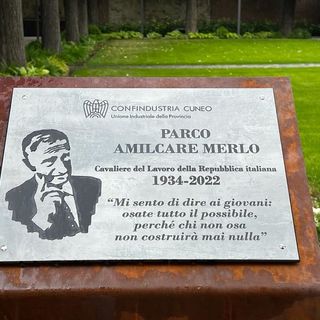 CONFINDUSTRIA CUNEO
Unione Industriale della Provincia
PARCO
AMILCARE MERLO
Cavaliere del Lavoro della Repubblica italiana
1934-2022
“Mi sento di dire ai giovani:
osate tutto il possibile,
perché chi non osa
non costruirà mai nulla”